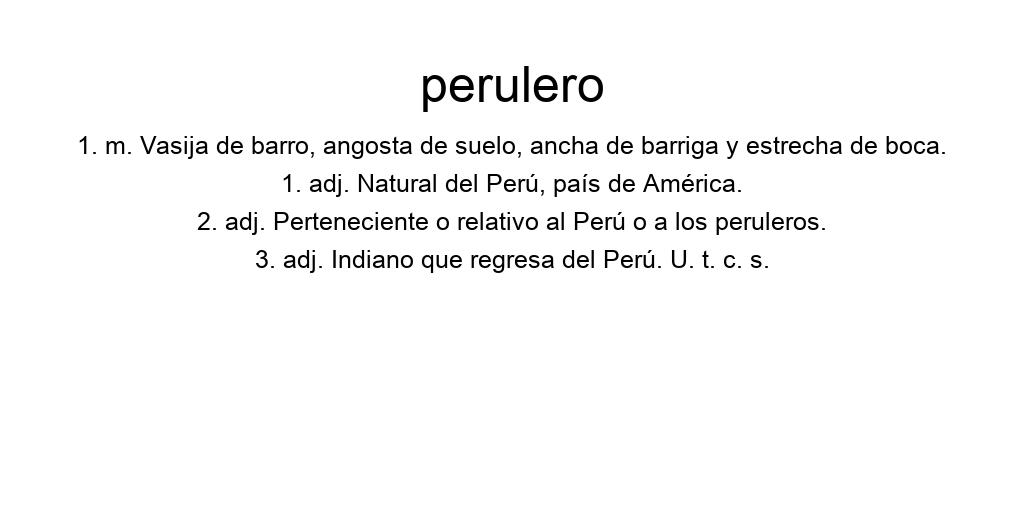 perulero
1. m. Vasija de barro, angosta de suelo, ancha de barriga y estrecha de boca.
1. adj. Natural del Perú, país de América.
2. adj. Perteneciente o relativo al Perú o a los peruleros.
3. adj. Indiano que regresa del Perú. U. t. c. s.